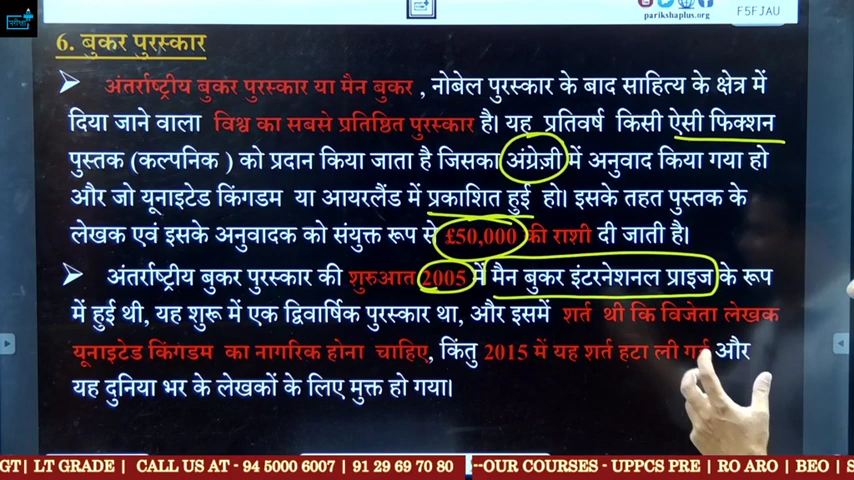 परीक्षा
parikshaplus.org
F5FJAU
6. बुकर पुरस्कार
अंतर्राष्ट्रीय बुकर पुरस्कार या मैन बुकर , नोबेल पुरस्कार के बाद साहित्य के क्षेत्र में
दिया जाने वाला विश्व का सबसे प्रतिष्ठित पुरस्कार है। यह प्रतिवर्ष किसी ऐसी फिक्शन
पुस्तक (कल्पनिक ) को प्रदान किया जाता है जिसका अंग्रेज़ी में अनुवाद किया गया हो
और जो यूनाइटेड किंगडम या आयरलैंड में प्रकाशित हुई हो। इसके तहत पुस्तक के
लेखक एवं इसके अनुवादक को संयुक्त रूप से £50,000 की राशी दी जाती है।
अंतर्राष्ट्रीय बुकर पुरस्कार की शुरुआत 2005 में मैन बुकर इंटरनेशनल प्राइज के रूप
में हुई थी, यह शुरू में एक द्विवार्षिक पुरस्कार था, और इसमें शर्त थी कि विजेता लेखक
यूनाइटेड किंगडम का नागरिक होना चाहिए, किंतु 2015 में यह शर्त हटा ली गई और
यह दुनिया भर के लेखकों के लिए मुक्त हो गया।
GT| LT GRADE | CALL US AT - 94 5000 6007 | 91 29 69 70 80 --OUR COURSES - UPPCS PRE | RO ARO | BEO | S